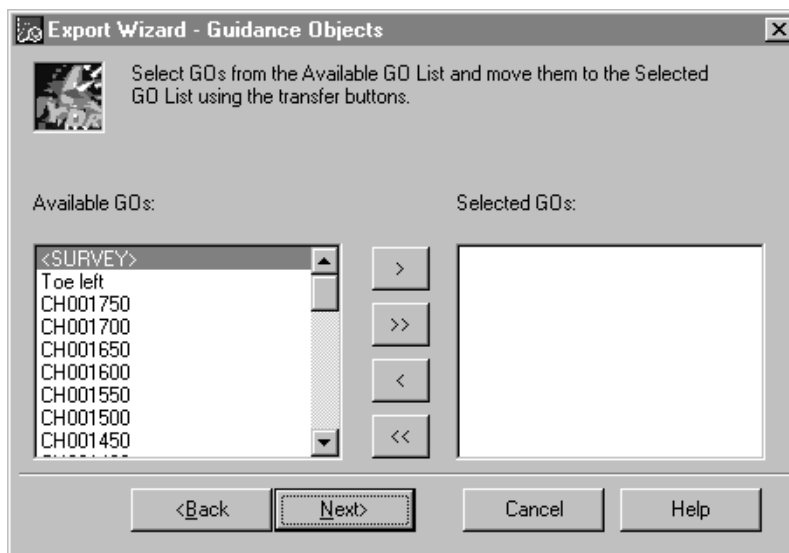 Export Wizard - Guidance Objects
Select GOs from the Available GO List and move them to the Selected
GO List using the transfer buttons.
Available GOs:
Selected GOs:
<SURVEY>
Toe left
CH001750
CH001700
CH001650
CH001600
CH001550
CH001500
CH001450
>
>>
<
<<
<Back
Next>
Cancel
Help